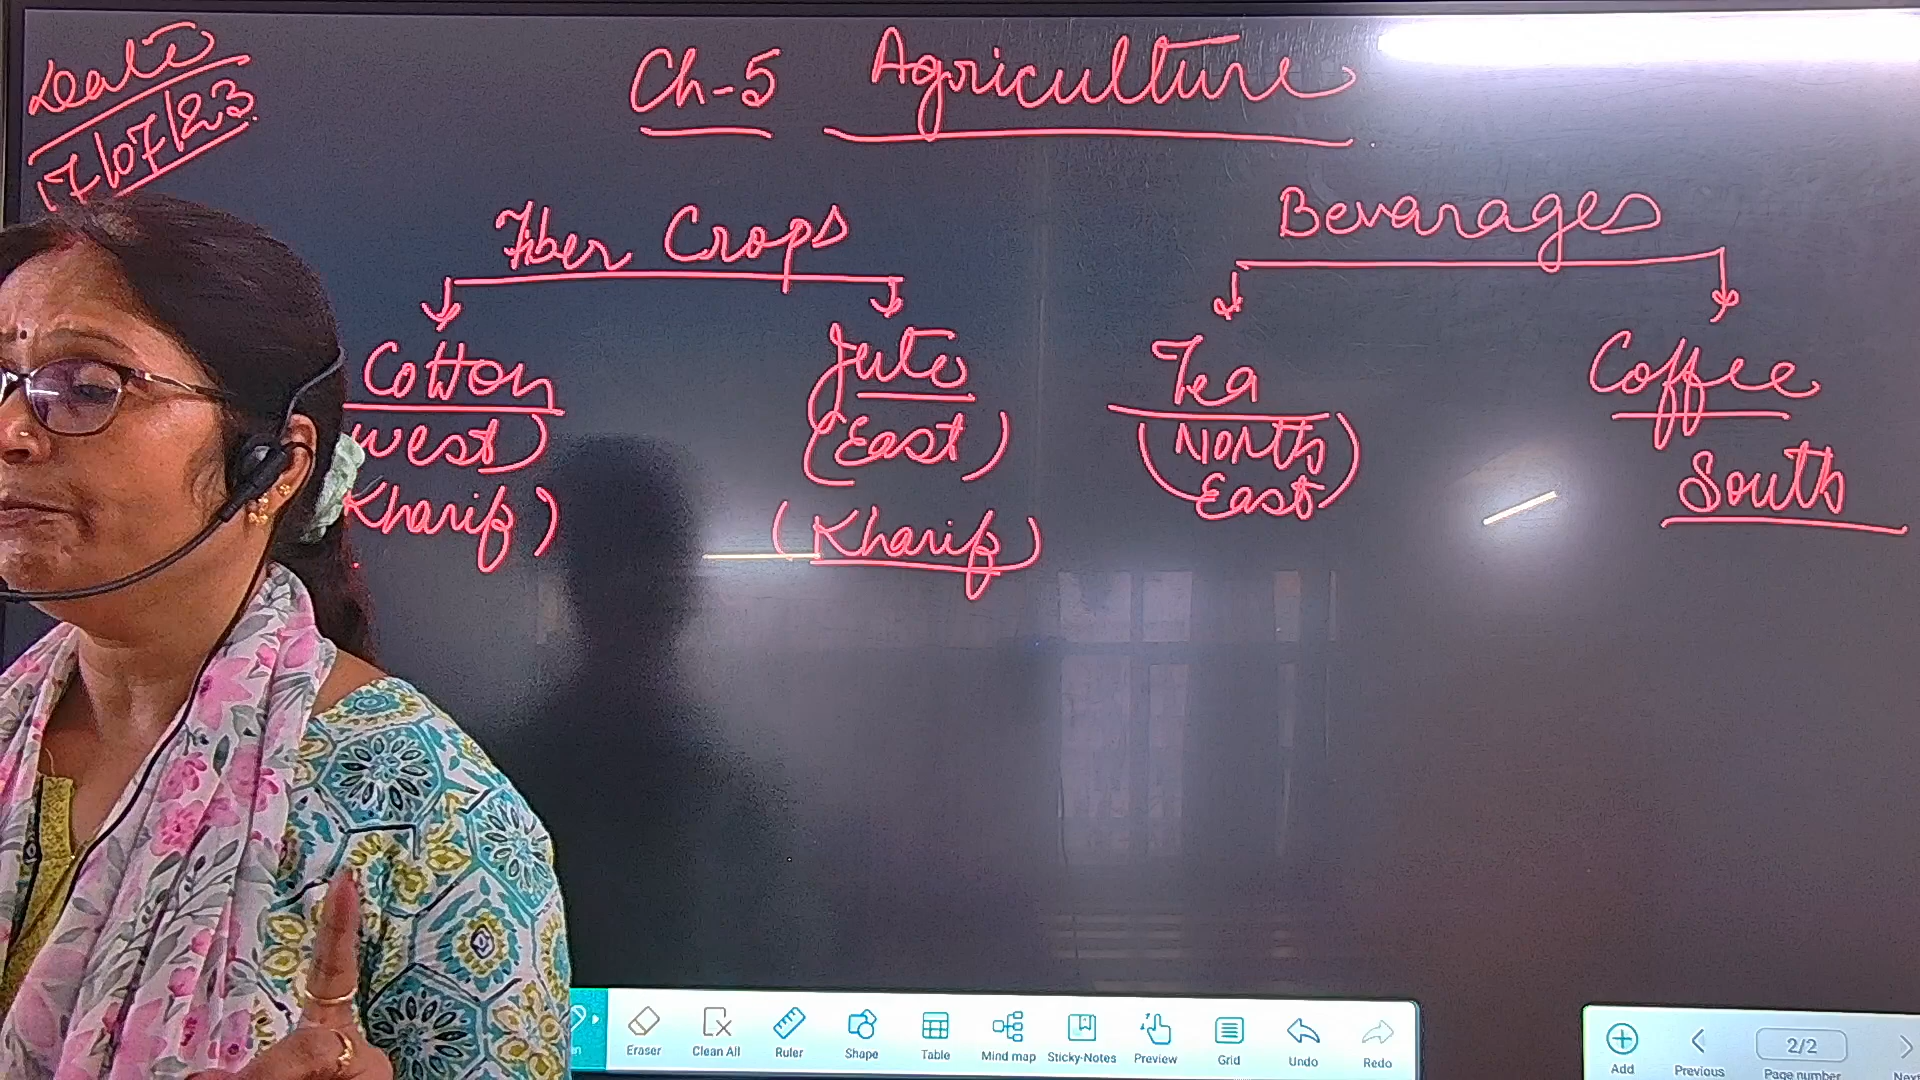 Date
17/07/23
Ch-5 Agriculture
Fiber Crops
Bevarages
Cotton
Jute
Tea
Coffee
West)
(East)
(North
East)
South
Kharif)
(Kharif)
Eraser
Clean All
Ruler
Shape
Table
Mind map
Sticky-Notes
Preview
Grid
Undo
Redo
Add
Previous
2/2
Page number